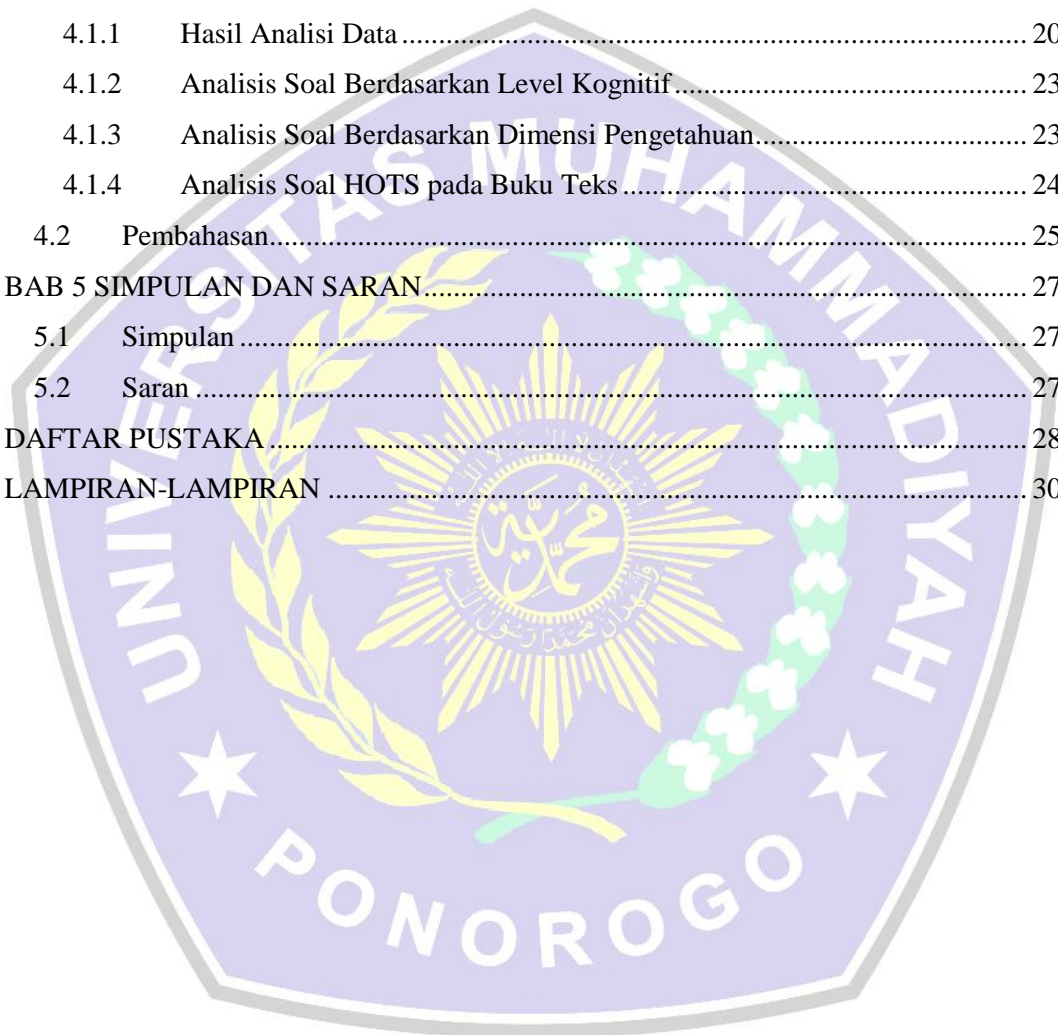 4.1.1 Hasil Analisi Data ........ 20
4.1.2 Analisis Soal Berdasarkan Level Kognitif ........ 23
4.1.3 Analisis Soal Berdasarkan Dimensi Pengetahuan ........ 23
4.1.4 Analisis Soal HOTS pada Buku Teks ........ 24
4.2 Pembahasan ........ 25
BAB 5 SIMPULAN DAN SARAN ........ 27
5.1 Simpulan ........ 27
5.2 Saran ........ 27
DAFTAR PUSTAKA ........ 28
LAMPIRAN-LAMPIRAN ........ 30
UNIVERSITAS MUHAMMADIYAH
PONOROGO
محمدية